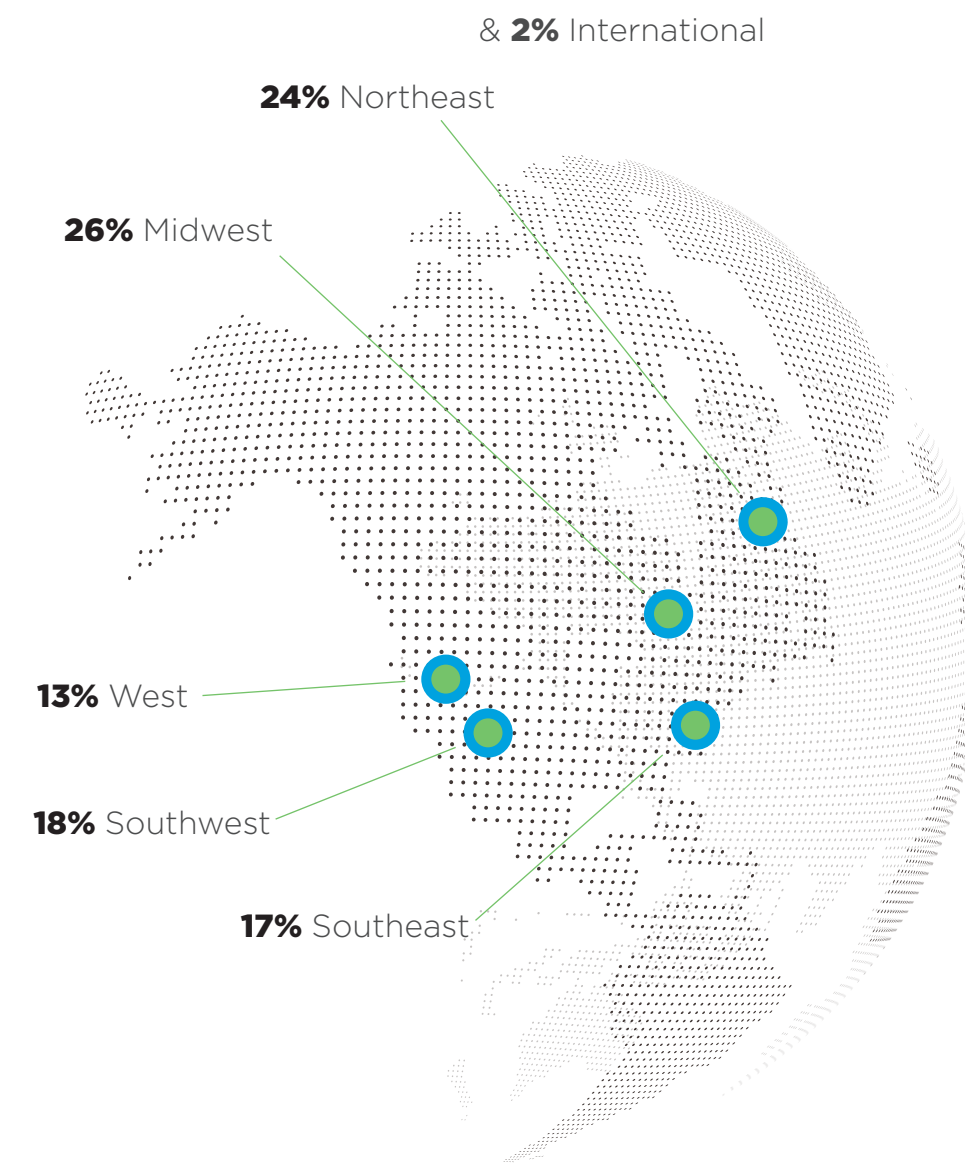 & 2% International
24% Northeast
26% Midwest
13% West
18% Southwest
17% Southeast